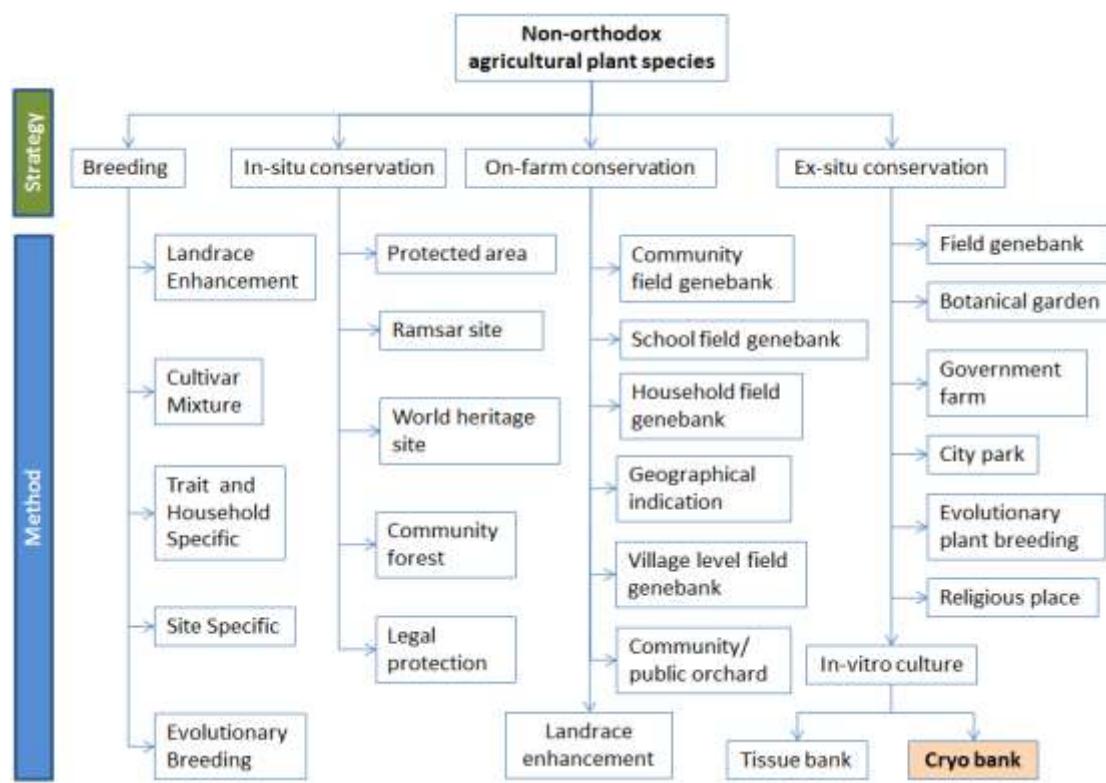 Non-orthodox
agricultural plant species
Strategy
Breeding
In-situ conservation
On-farm conservation
Ex-situ conservation
Method
Landrace
Enhancement
Cultivar
Mixture
Trait and
Household
Specific
Site Specific
Evolutionary
Breeding
Protected area
Ramsar site
World heritage
site
Community
forest
Legal
protection
Community
field genebank
School field genebank
Household field
genebank
Geographical
indication
Village level field
genebank
Community/
public orchard
Landrace
enhancement
Field genebank
Botanical garden
Government
farm
City park
Evolutionary
plant breeding
Religious place
In-vitro culture
Tissue bank
Cryo bank